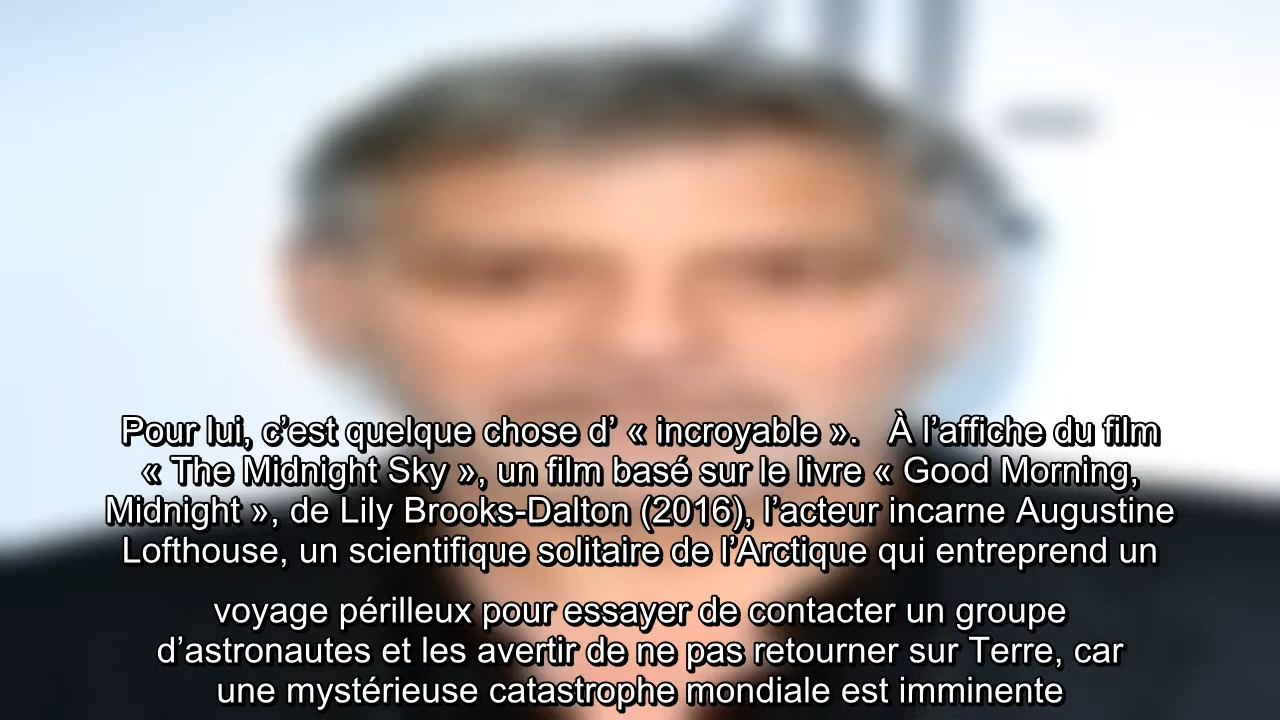 Pour lui, c’est quelque chose d’ « incroyable ».   À l’affiche du film
« The Midnight Sky », un film basé sur le livre « Good Morning,
Midnight », de Lily Brooks-Dalton (2016), l’acteur incarne Augustine
Lofthouse, un scientifique solitaire de l’Arctique qui entreprend un
voyage périlleux pour essayer de contacter un groupe
d’astronautes et les avertir de ne pas retourner sur Terre, car
une mystérieuse catastrophe mondiale est imminente